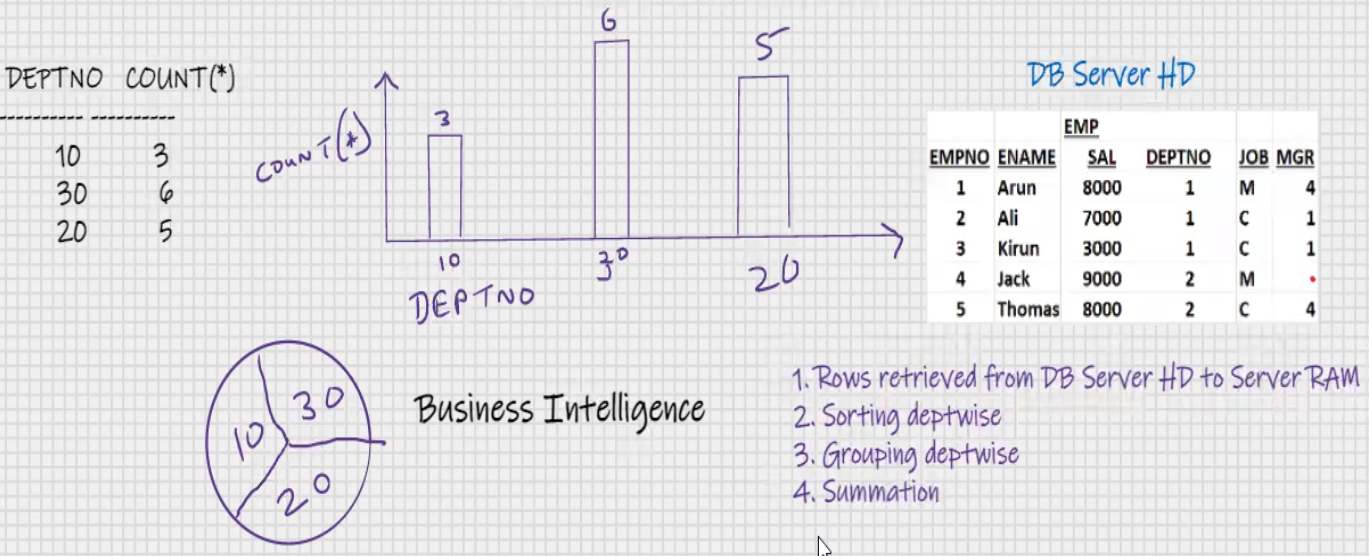 DEPTNO COUNT(*)
---------- ----------
10 3
30 6
20 5
COUNT(*)
3
6
5
10
30
20
DEPTNO
10
30
20
Business Intelligence
DB Server HD
EMP
EMPNO ENAME SAL DEPTNO JOB MGR
1 Arun 8000 1 M 4
2 Ali 7000 1 C 1
3 Kirun 3000 1 C 1
4 Jack 9000 2 M
5 Thomas 8000 2 C 4
1. Rows retrieved from DB Server HD to Server RAM
2. Sorting deptwise
3. Grouping deptwise
4. Summation